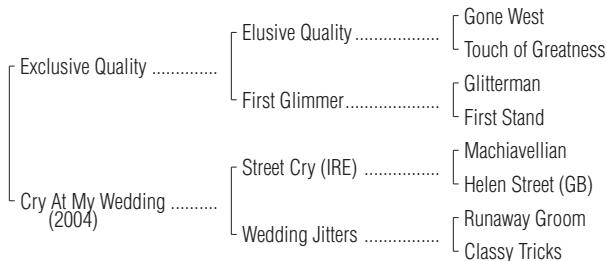 Gone West
Elusive Quality ...................
Touch of Greatness
Exclusive Quality .............
Glitterman
First Glimmer.....................
First Stand
Machiavellian
Street Cry (IRE) .................
Helen Street (GB)
Cry At My Wedding ..........
(2004)
Runaway Groom
Wedding Jitters .................
Classy Tricks